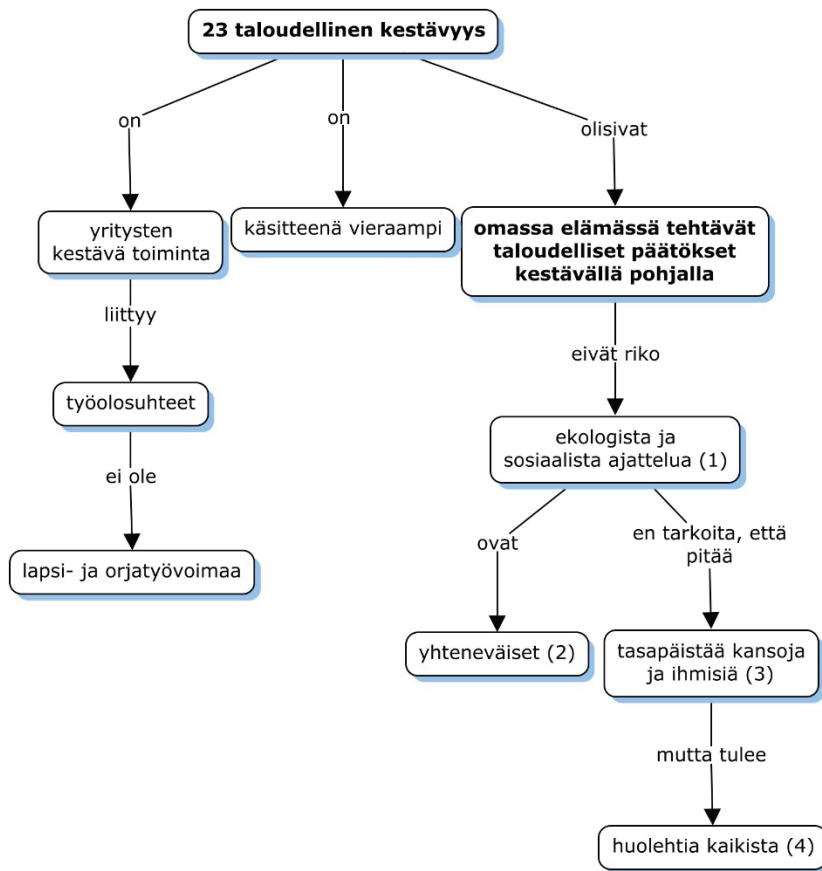 23 taloudellinen kestävyys
on
on
olisivat
yritysten
kestävä toiminta
käsitteenä vieraampi
omassa elämässä tehtävät
taloudelliset päätökset
kestävällä pohjalla
liittyy
eivät riko
työolosuhteet
ekologista ja
sosiaalista ajattelua (1)
ei ole
ovat
en tarkoita, että
pitää
lapsi- ja orjatyövoimaa
yhteneväiset (2)
tasapäistää kansoja
ja ihmisiä (3)
mutta tulee
huolehtia kaikista (4)